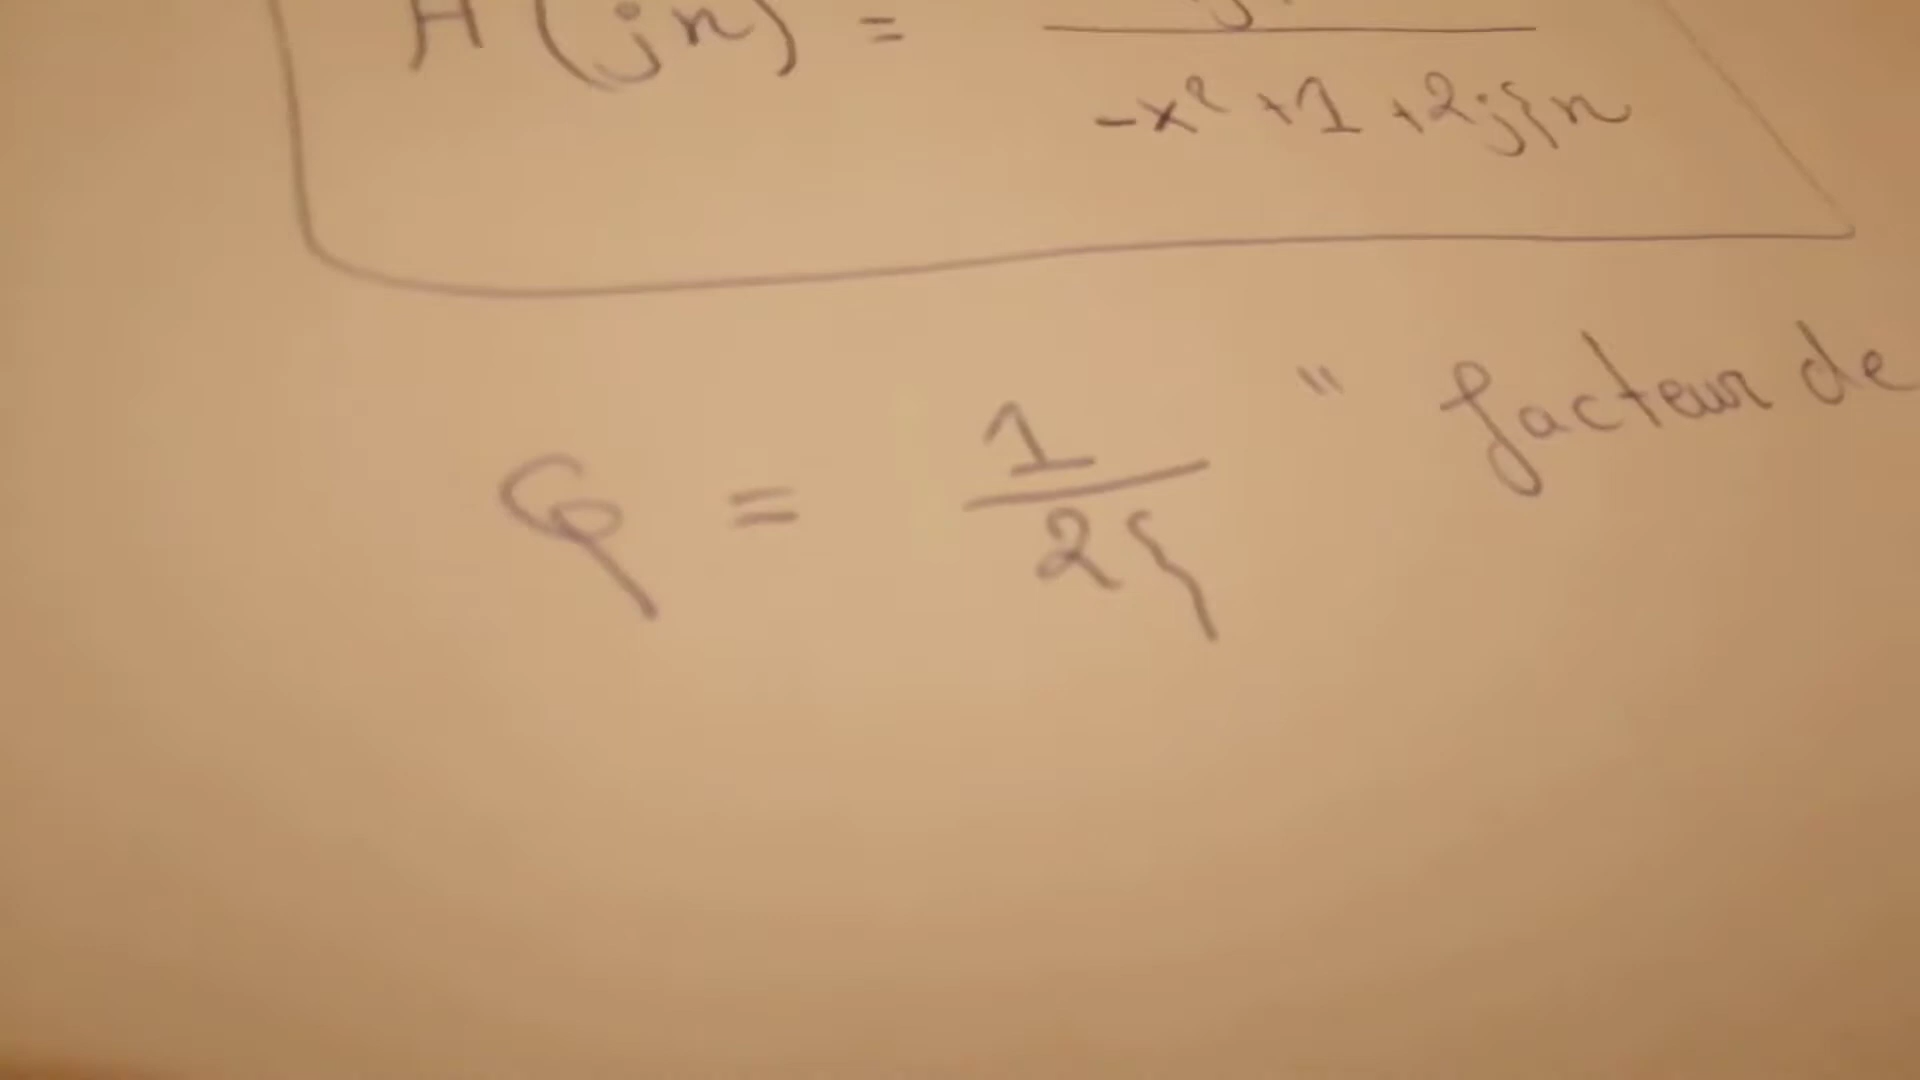 H(jx) =
-x² + 1 + 2jξx
Q = 1/2ξ " facteur de